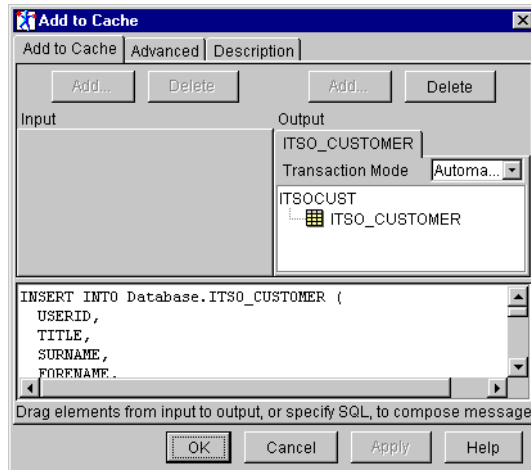 Add to Cache
Add to Cache Advanced Description
Add... Delete Add... Delete
Input Output
ITSO_CUSTOMER
Transaction Mode Automa...
ITSOCUST
ITSO_CUSTOMER
INSERT INTO Database.ITSO_CUSTOMER (
USERID,
TITLE,
SURNAME,
FORENAME,
Drag elements from input to output, or specify SQL, to compose message
OK Cancel Apply Help